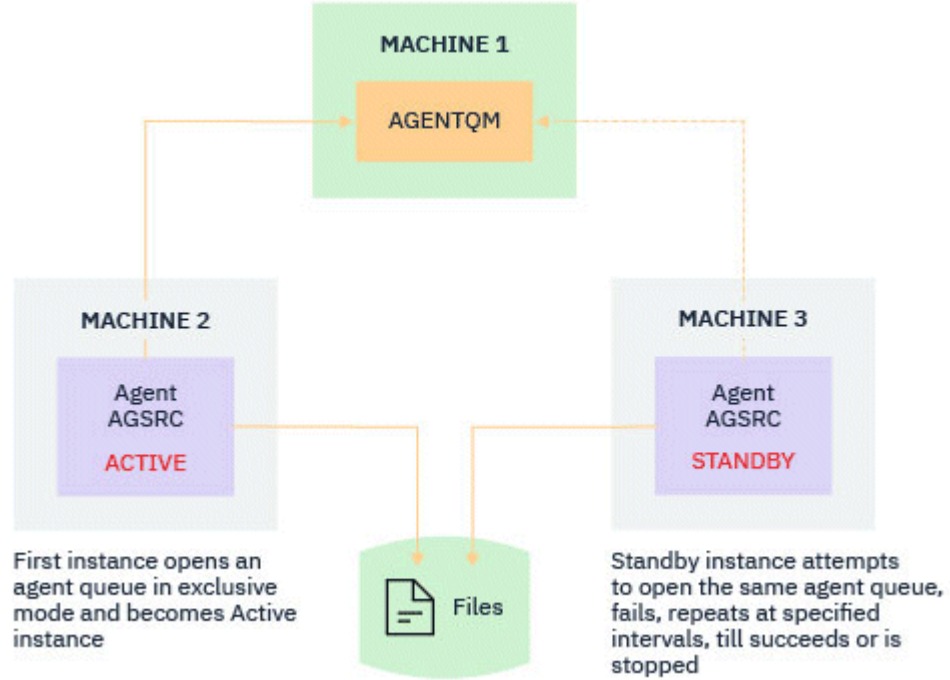 MACHINE 1
AGENTQM
MACHINE 2
Agent
AGSRC
ACTIVE
MACHINE 3
Agent
AGSRC
STANDBY
First instance opens an
agent queue in exclusive
mode and becomes Active
instance
Files
Standby instance attempts
to open the same agent queue,
fails, repeats at specified
intervals, till succeeds or is
stopped